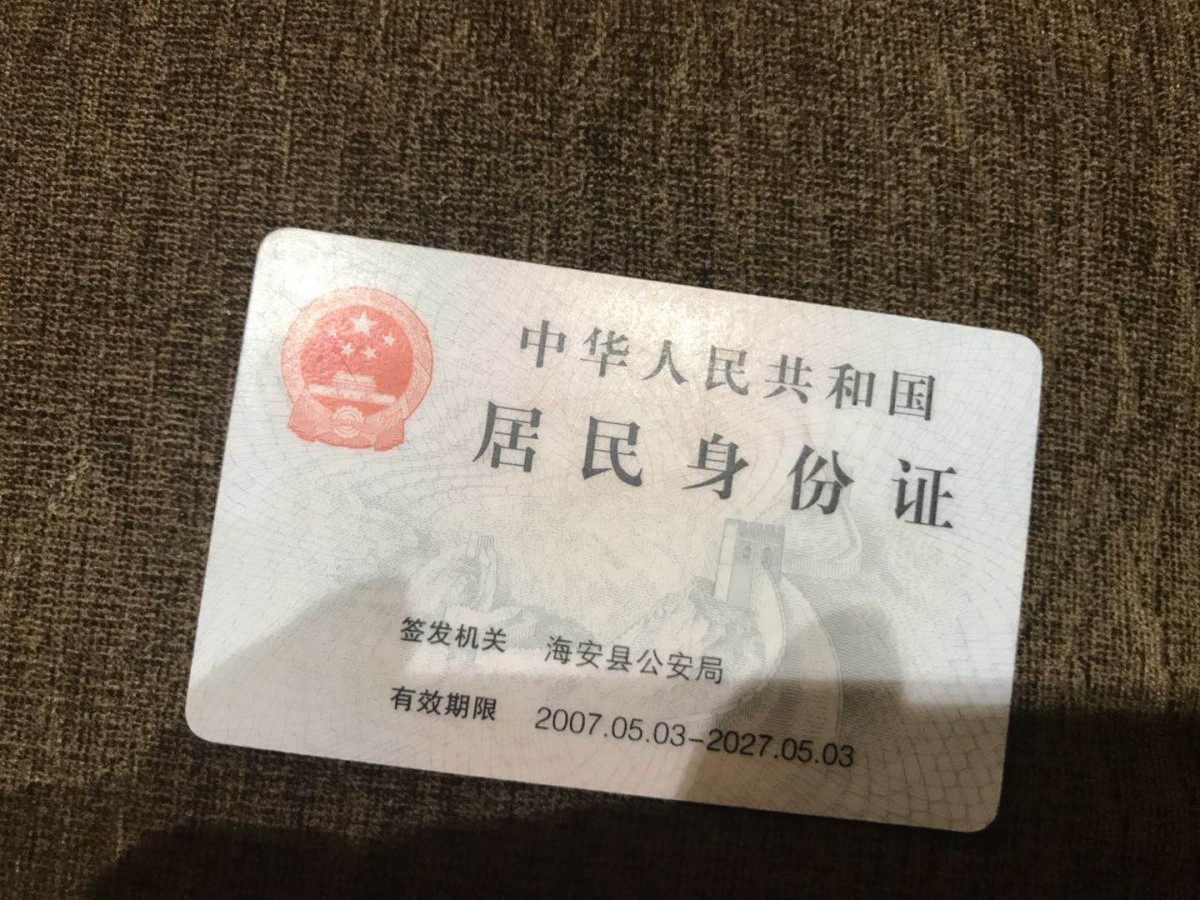 中华人民共和国
居民身份证
签发机关 海安县公安局
有效期限 2007.05.03-2027.05.03